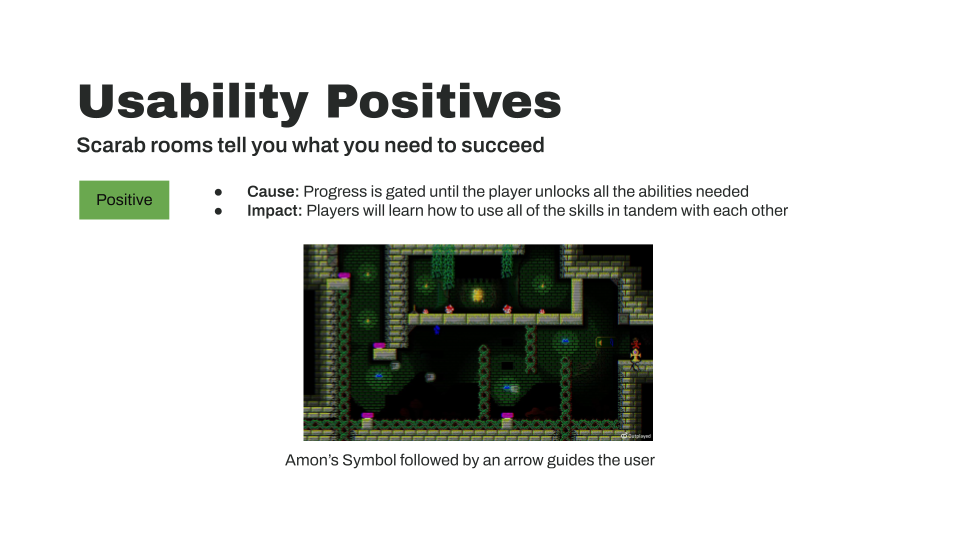 Usability Positives
Scarab rooms tell you what you need to succeed
Positive
● Cause: Progress is gated until the player unlocks all the abilities needed
● Impact: Players will learn how to use all of the skills in tandem with each other
Amon’s Symbol followed by an arrow guides the user